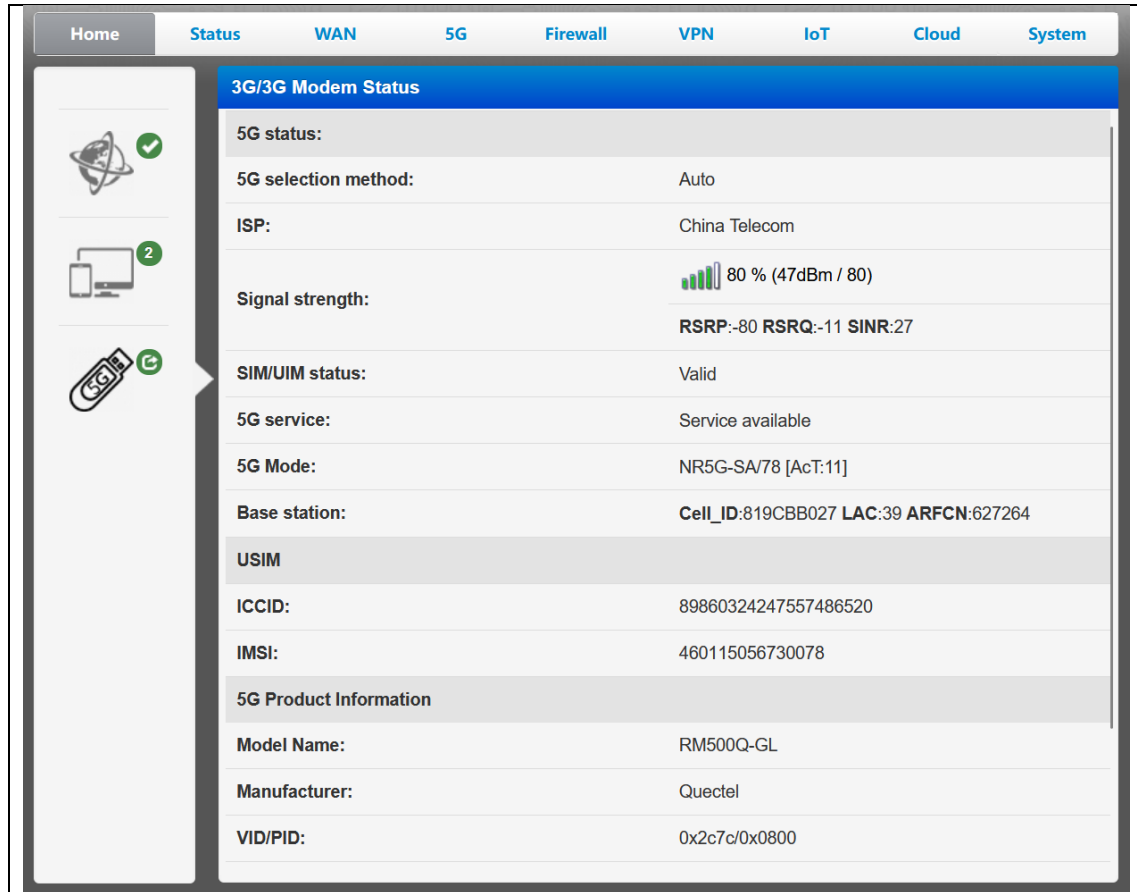 Home Status WAN 5G Firewall VPN IoT Cloud System
3G/3G Modem Status
5G status:
5G selection method: Auto
ISP: China Telecom
Signal strength: 80 % (47dBm / 80)
RSRP:-80 RSRQ:-11 SINR:27
SIM/UIM status: Valid
5G service: Service available
5G Mode: NR5G-SA/78 [AcT:11]
Base station: Cell_ID:819CBB027 LAC:39 ARFCN:627264
USIM
ICCID: 89860324247557486520
IMSI: 460115056730078
5G Product Information
Model Name: RM500Q-GL
Manufacturer: Quectel
VID/PID: 0x2c7c/0x0800
2
5G